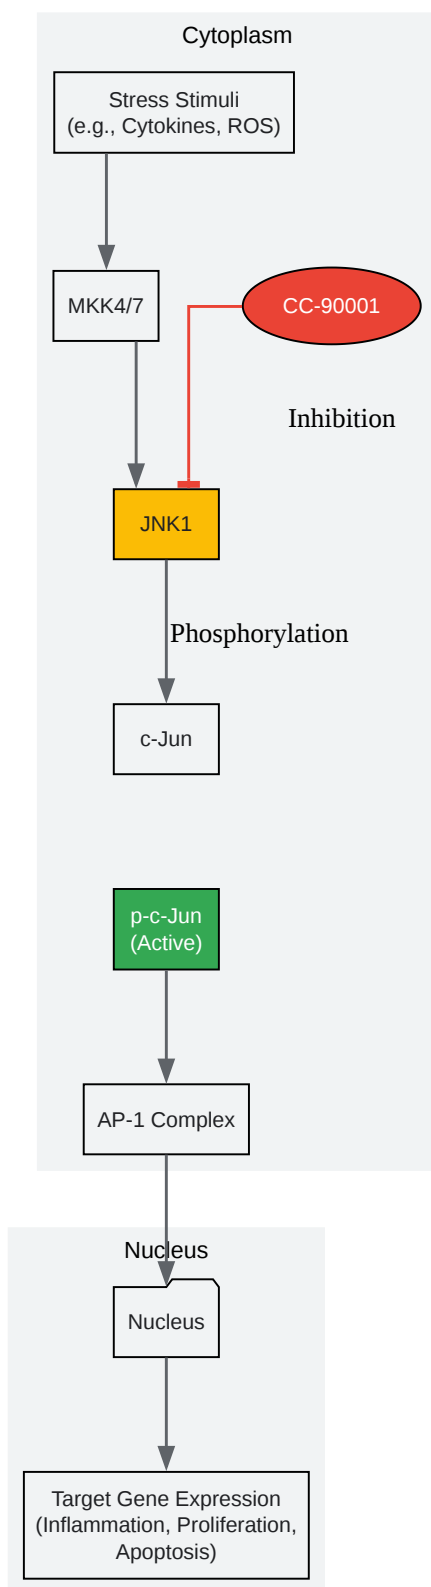 Cytoplasm
Stress Stimuli
(e.g., Cytokines, ROS)
MKK4/7
CC-90001
Inhibition
JNK1
Phosphorylation
c-Jun
p-c-Jun
(Active)
AP-1 Complex
Nucleus
Nucleus
Target Gene Expression
(Inflammation, Proliferation,
Apoptosis)